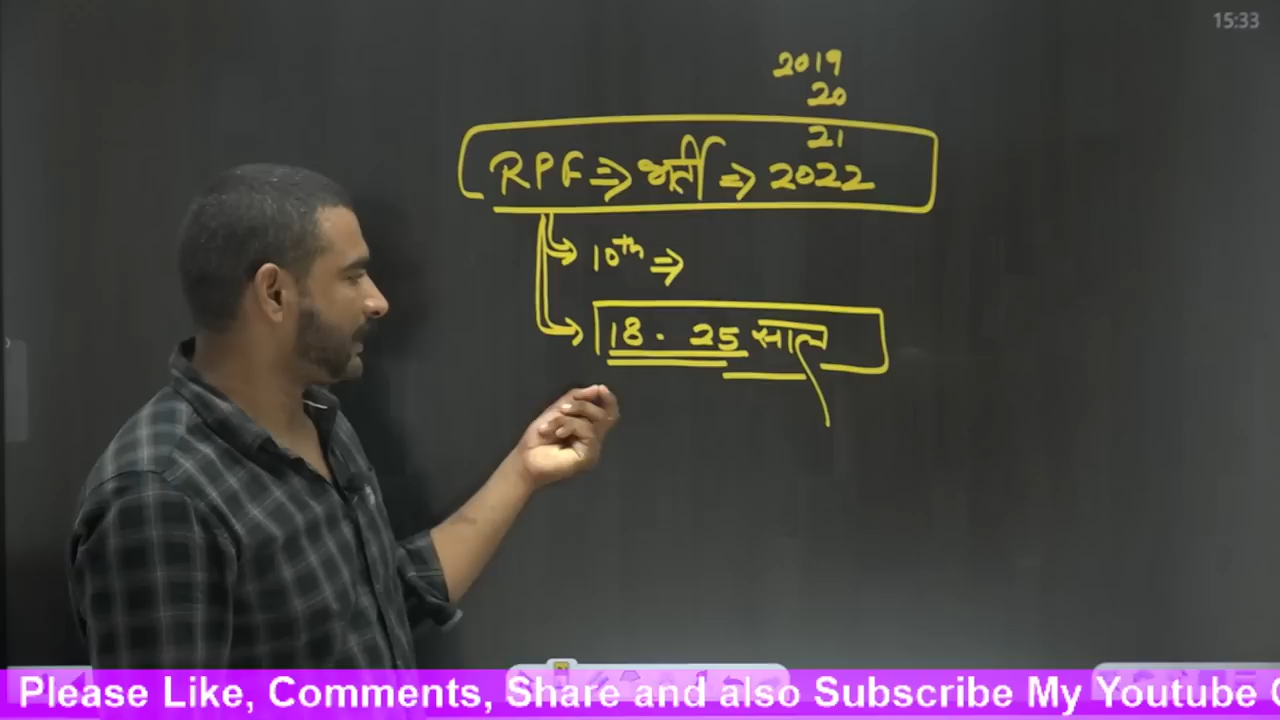 15:33
2019
20
21
RPF ⇒ भर्ती ⇒ 2022
10th ⇒
18 - 25 साल
Please Like, Comments, Share and also Subscribe My Youtube